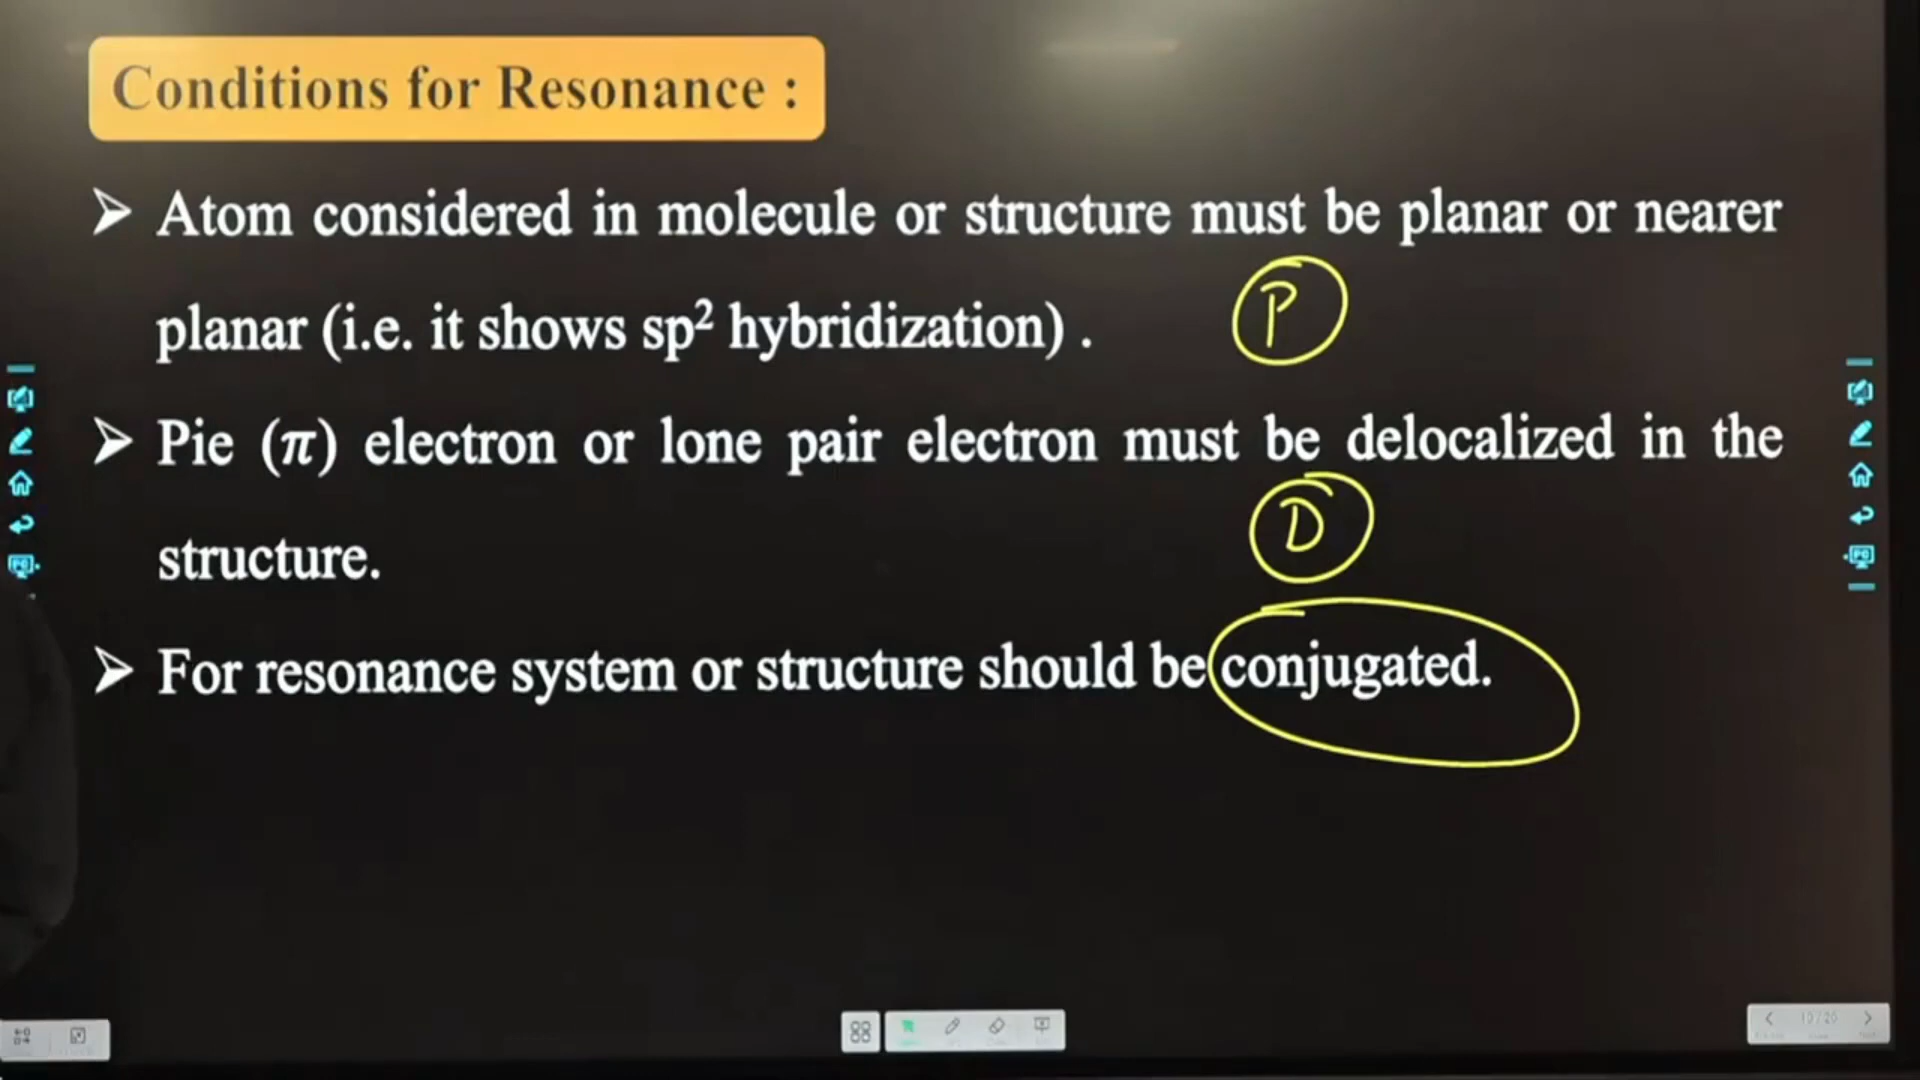 Conditions for Resonance :
➤ Atom considered in molecule or structure must be planar or nearer
planar (i.e. it shows sp² hybridization) .
P
➤ Pie (π) electron or lone pair electron must be delocalized in the
structure.
D
➤ For resonance system or structure should be conjugated.